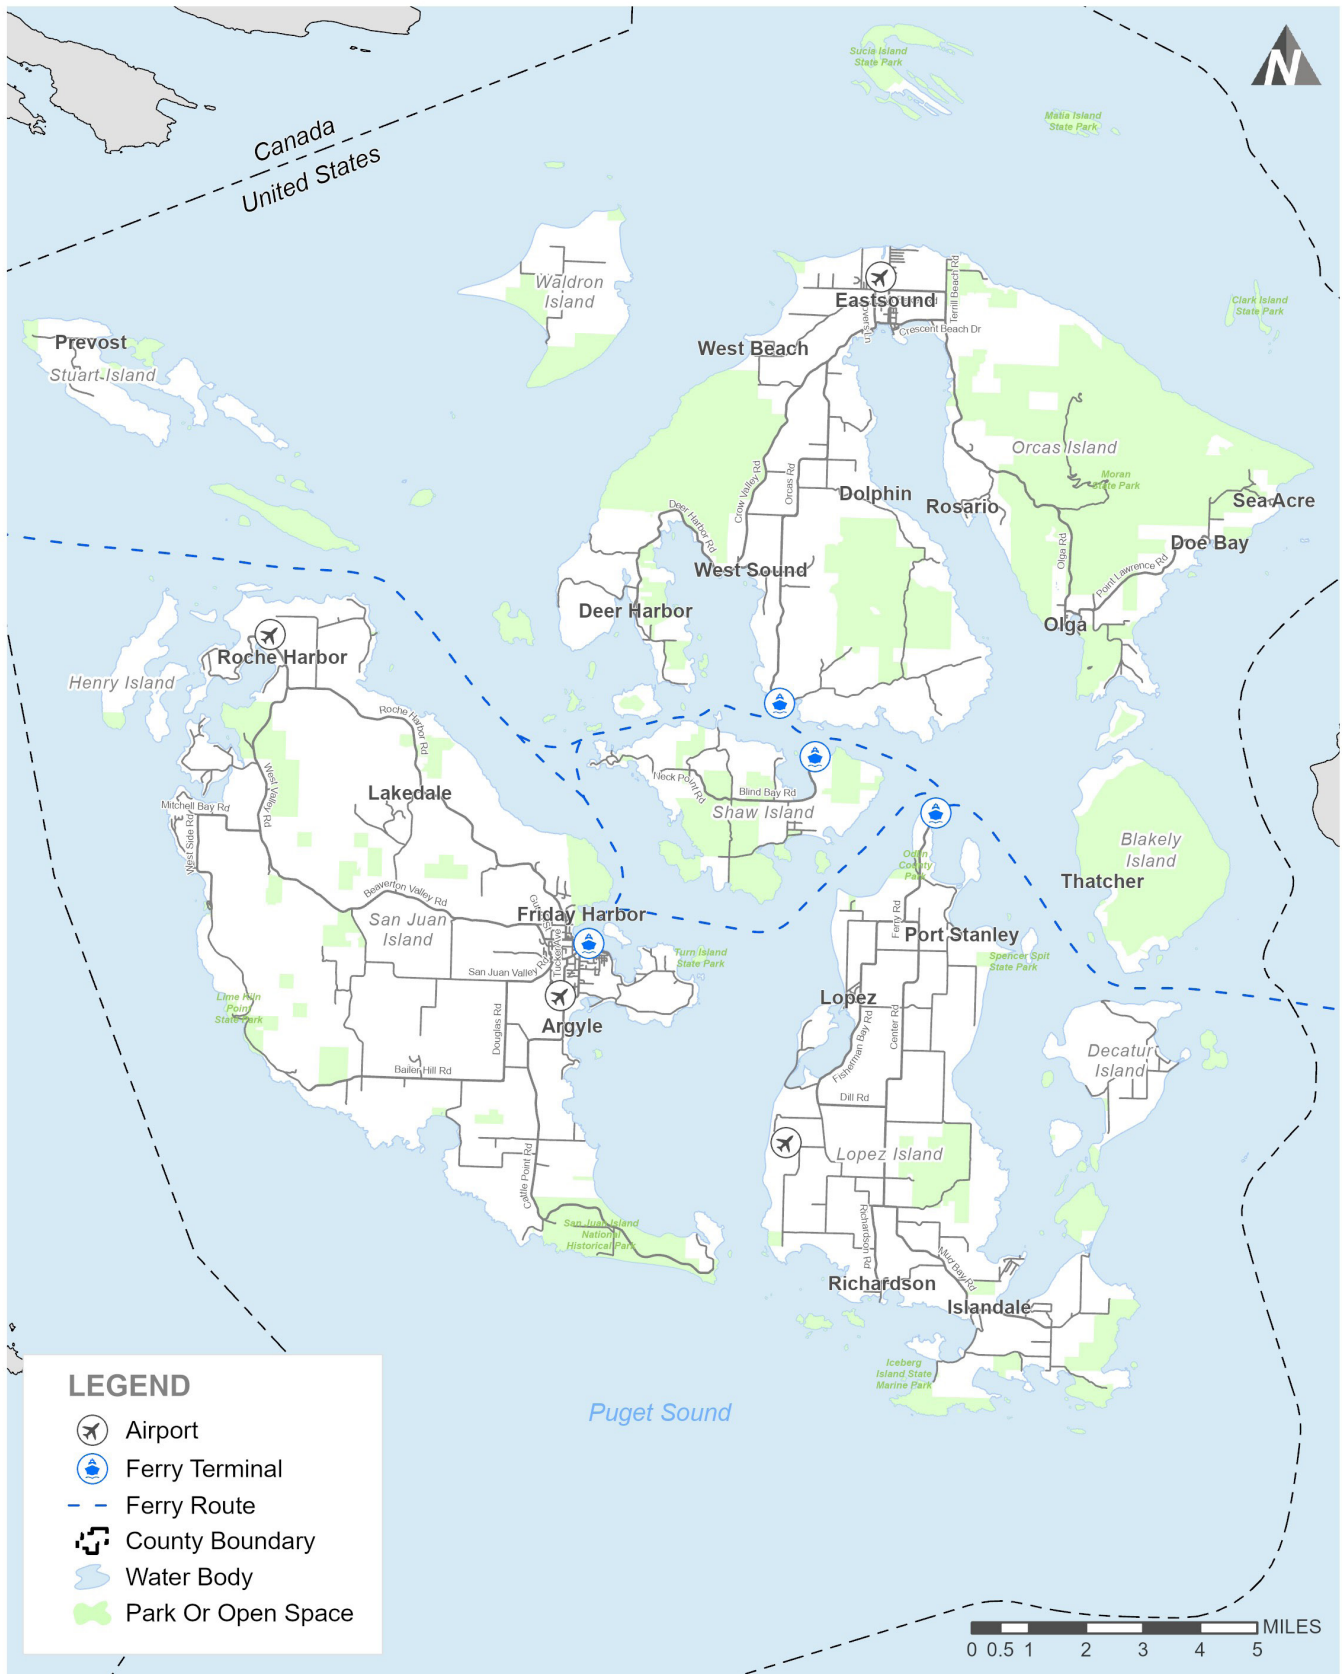 Sucia Island
State Park
N
Matia Island
State Park
Canada
United States
Waldron
Island
Clark Island
State Park
Eastsound
Terrill Beach Rd
Crescent Beach Dr
Prevost
Stuart Island
West Beach
Orcas Island
Moran
State Park
Crow Valley Rd
Orcas Rd
Dolphin
Rosario
Sea Acre
Deer Harbor Rd
Doe Bay
Olga Rd
Point Lawrence Rd
West Sound
Deer Harbor
Olga
Roche Harbor
Henry Island
Roche Harbor Rd
West Valley Rd
Lakedale
Mitchell Bay Rd
West Side Rd
Neck Point Rd
Blind Bay Rd
Shaw Island
Blakely
Island
Thatcher
Odlin
County
Park
Beaverton Valley Rd
San Juan
Island
Friday Harbor
Tucker Ave
Ferry Rd
Port Stanley
Turn Island
State Park
Spencer Spit
State Park
San Juan Valley Rd
Lime Kiln
Point
State Park
Lopez
Argyle
Douglas Rd
Fisherman Bay Rd
Center Rd
Decatur
Island
Bailer Hill Rd
Dill Rd
Lopez Island
Cattle Point Rd
San Juan Island
National
Historical Park
Richardson Rd
Mud Bay Rd
Richardson
Islandale
Iceberg
Island State
Marine Park
Puget Sound
LEGEND
Airport
Ferry Terminal
Ferry Route
County Boundary
Water Body
Park Or Open Space
MILES
0 0.5 1 2 3 4 5